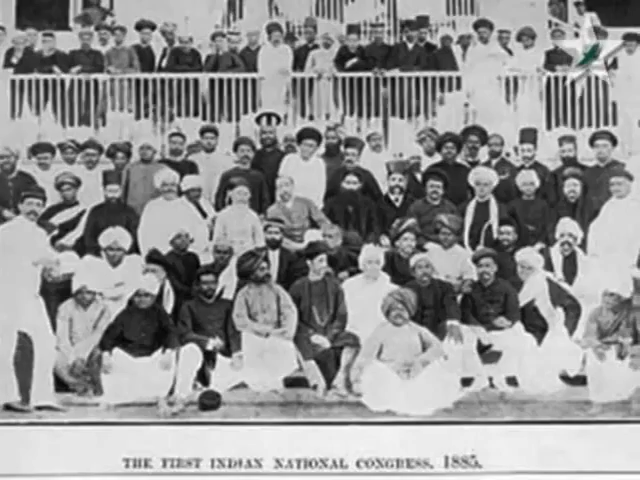 THE FIRST INDIAN NATIONAL CONGRESS, 1885.